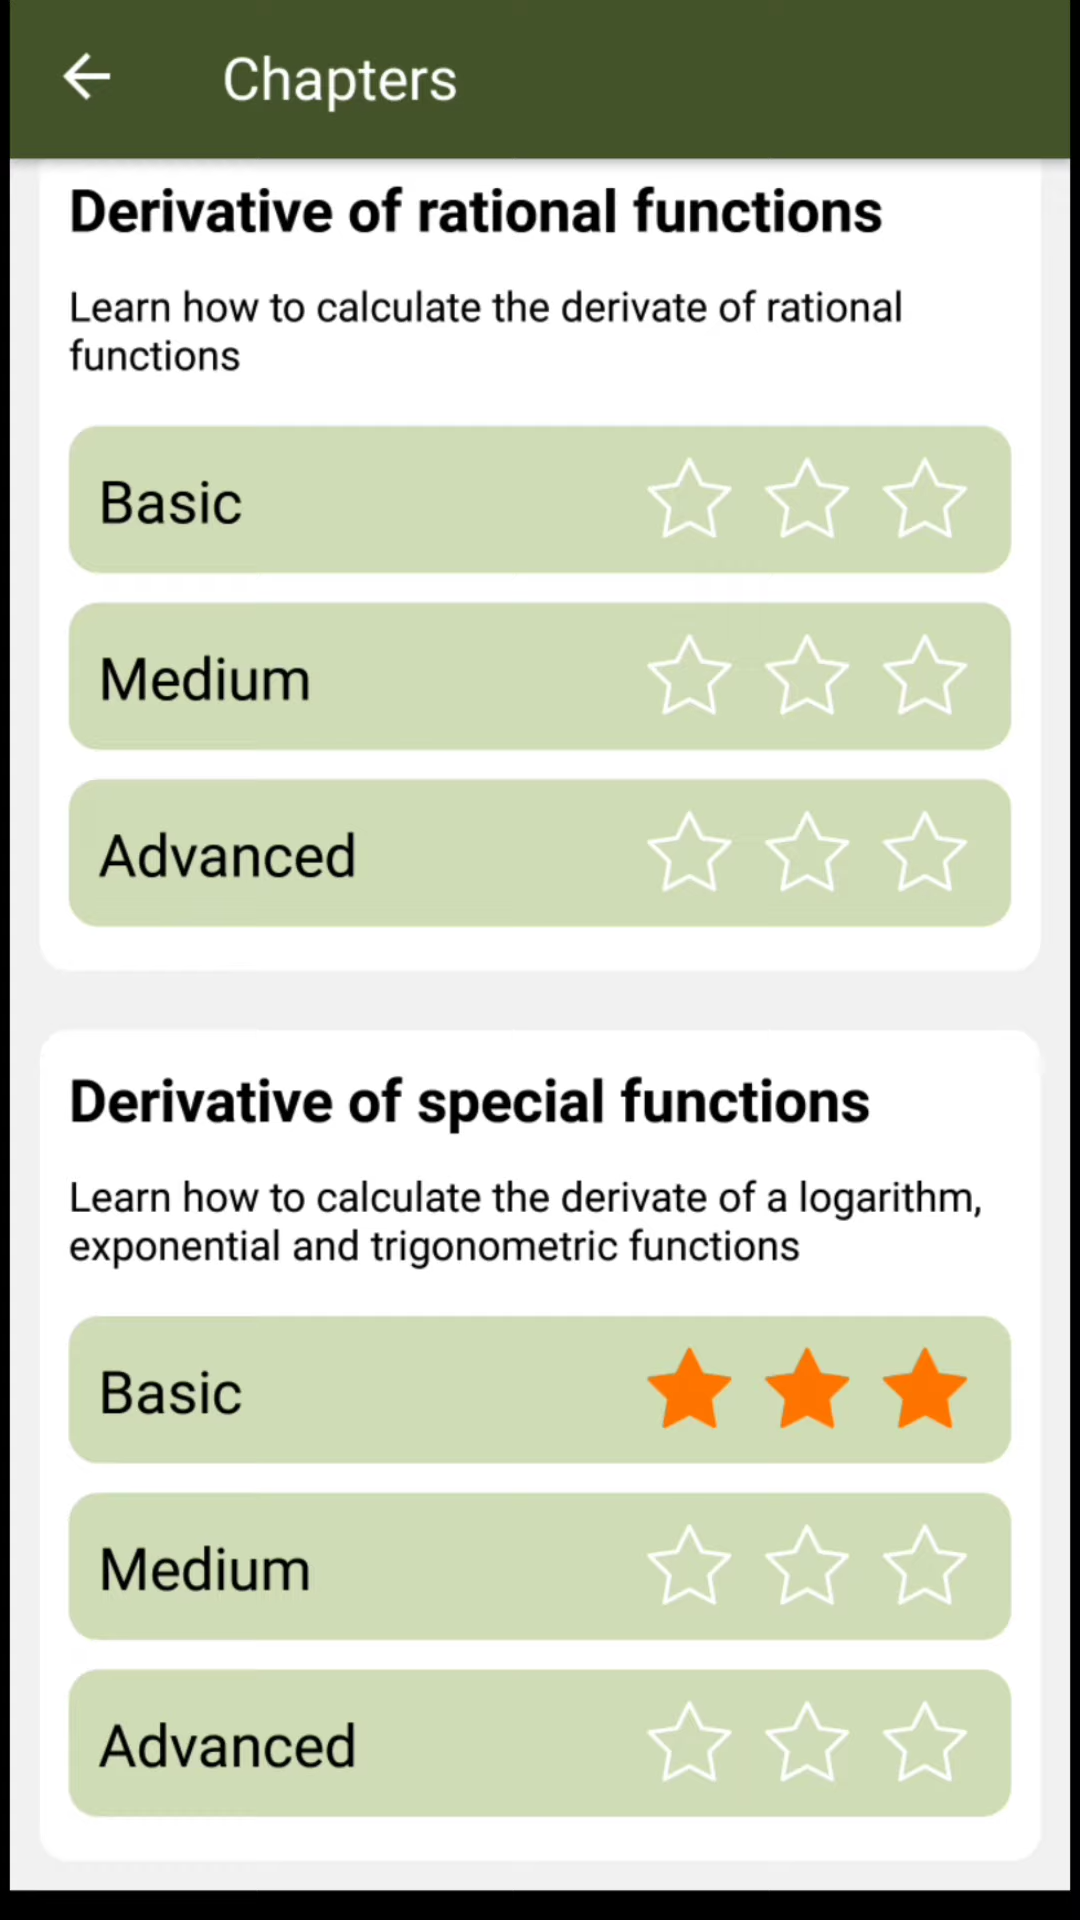 Chapters
Derivative of rational functions
Learn how to calculate the derivate of rational
functions
Basic
Medium
Advanced
Derivative of special functions
Learn how to calculate the derivate of a logarithm,
exponential and trigonometric functions
Basic
Medium
Advanced